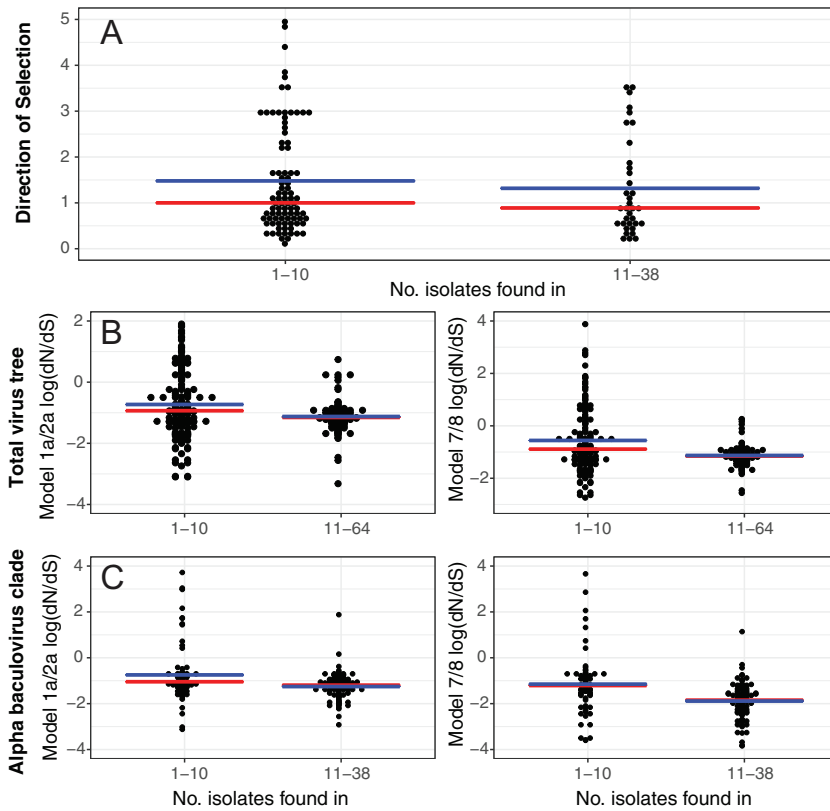 A
Direction of Selection
5
4
3
2
1
0
1–10
11–38
No. isolates found in
B
Total virus tree
Model 1a/2a log(dN/dS)
2
0
−2
−4
1–10
11–64
Model 7/8 log(dN/dS)
4
2
0
−2
1–10
11–64
C
Alpha baculovirus clade
Model 1a/2a log(dN/dS)
4
2
0
−2
−4
1–10
11–38
No. isolates found in
Model 7/8 log(dN/dS)
4
2
0
−2
−4
1–10
11–38
No. isolates found in